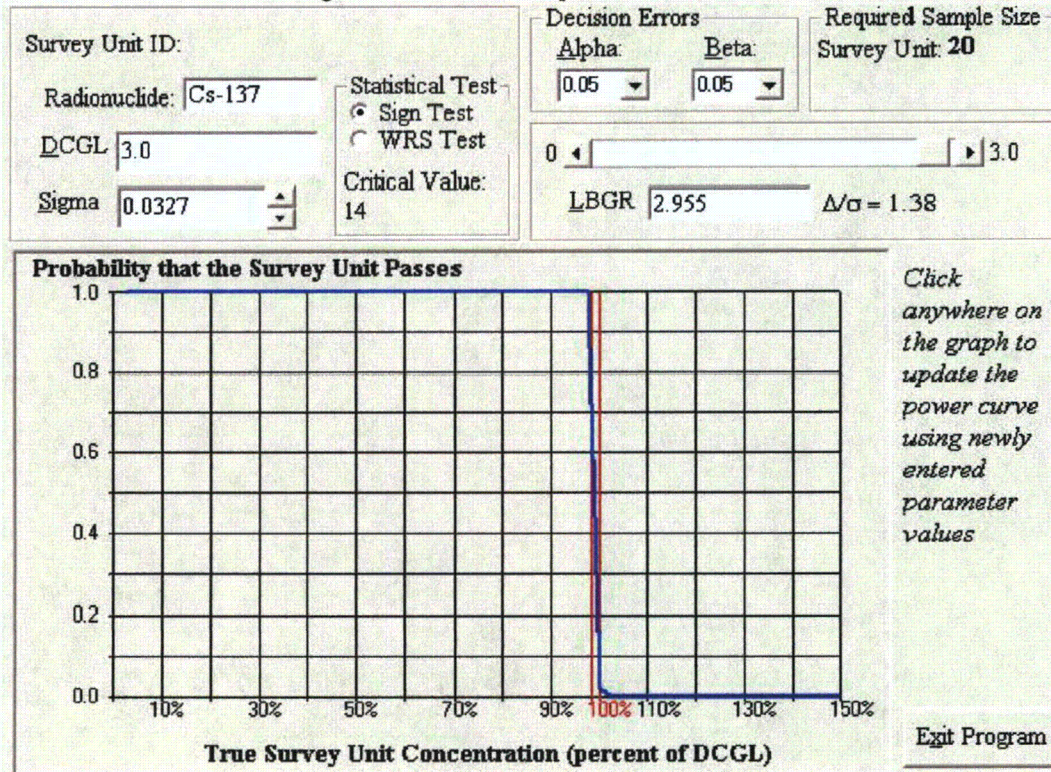 Survey Unit ID:
Radionuclide: Cs-137
DCGL 3.0
Sigma 0.0327
Statistical Test
Sign Test
WRS Test
Critical Value:
14
Decision Errors
Alpha: Beta:
0.05 0.05
Required Sample Size
Survey Unit: 20
0 3.0
LBGR 2.955 Δ/σ = 1.38
Probability that the Survey Unit Passes
1.0
0.8
0.6
0.4
0.2
0.0
10% 30% 50% 70% 90% 100% 110% 130% 150%
True Survey Unit Concentration (percent of DCGL)
Click
anywhere on
the graph to
update the
power curve
using newly
entered
parameter
values
Exit Program